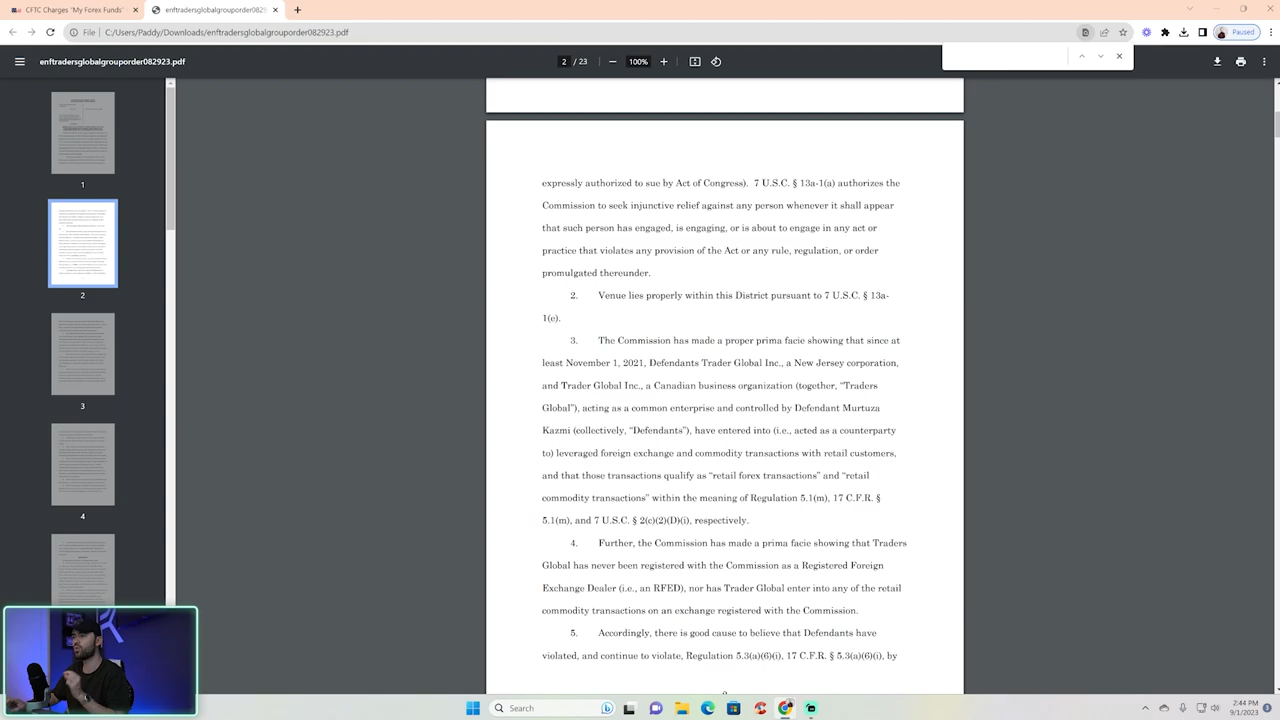 CFTC Charges "My Forex Funds"
enftradersglobalgrouporder0829
Paused
File
C:/Users/Paddy/Downloads/enftradersglobalgrouporder082923.pdf
enftradersglobalgrouporder082923.pdf
2 / 23
100%
1
2
3
4
expressly authorized to sue by Act of Congress). 7 U.S.C. § 13a-1(a) authorizes the
Commission to seek injunctive relief against any person whenever it shall appear
that such person has engaged, is engaging, or is about to engage in any act or
practice that violates any provision of the Act or any rule, regulation, or order
promulgated thereunder.
2. Venue lies properly within this District pursuant to 7 U.S.C. § 13a-
1(e).
3. The Commission has made a proper prima facie showing that since at
least November 1, 2021, Defendants Trader Global Inc., a New Jersey corporation,
and Trader Global Inc., a Canadian business organization (together, "Traders
Global"), acting as a common enterprise and controlled by Defendant Murtuza
Kazmi (collectively, "Defendants"), have entered into (i.e., acted as a counterparty
to) leveraged foreign exchange and commodity transactions with retail customers,
and that those transactions qualify as "retail forex transactions" and "retail
commodity transactions" within the meaning of Regulation 5.1(m), 17 C.F.R. §
5.1(m), and 7 U.S.C. § 2(c)(2)(D)(i), respectively.
4. Further, the Commission has made a prima facie showing that Traders
Global has never been registered with the Commission as a Registered Foreign
Exchange Dealer (i.e., an RFED), nor has Trader Global enter into any of the retail
commodity transactions on an exchange registered with the Commission.
5. Accordingly, there is good cause to believe that Defendants have
violated, and continue to violate, Regulation 5.3(a)(6)(i), 17 C.F.R. § 5.3(a)(6)(i), by
Search
2:44 PM
9/1/2023